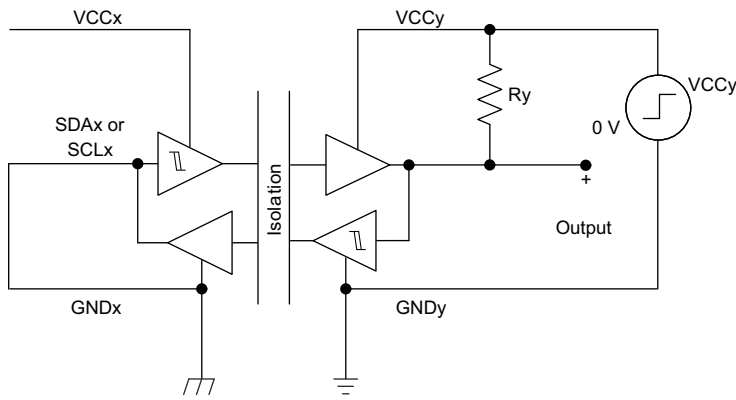 VCCx
VCCy
Ry
VCCy
0 V
SDAx or
SCLx
Isolation
+
Output
GNDx
GNDy